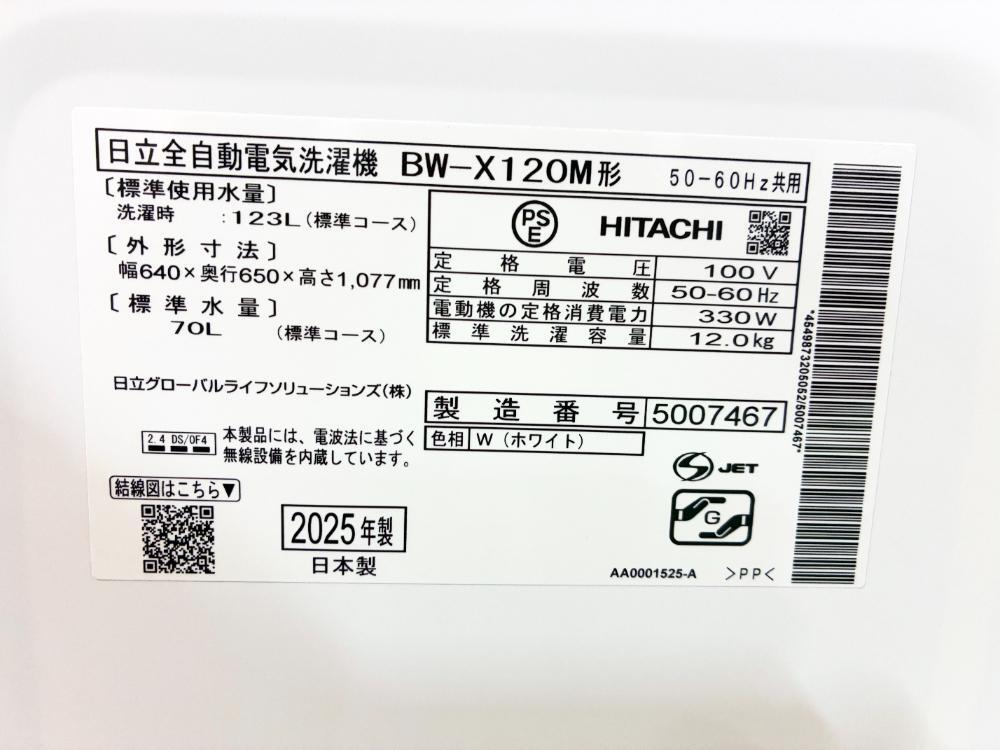 日立全自動電気洗濯機 BW-X120M形 50-60Hz共用
〔標準使用水量〕
洗濯時 :123L(標準コース)
〔外形寸法〕
幅640×奥行650×高さ1,077mm
〔標準水量〕
70L (標準コース)
PS
E
HITACHI
定格電圧 100V
定格周波数 50-60Hz
電動機の定格消費電力 330W
標準洗濯容量 12.0kg
日立グローバルライフソリューションズ(株)
製造番号 5007467
色相 W(ホワイト)
2.4 DS/OF4
本製品には、電波法に基づく
無線設備を内蔵しています。
結線図はこちら▼
2025年製
日本製
S JET
G
AA0001525-A >PP<
*4549873205052/5007467*